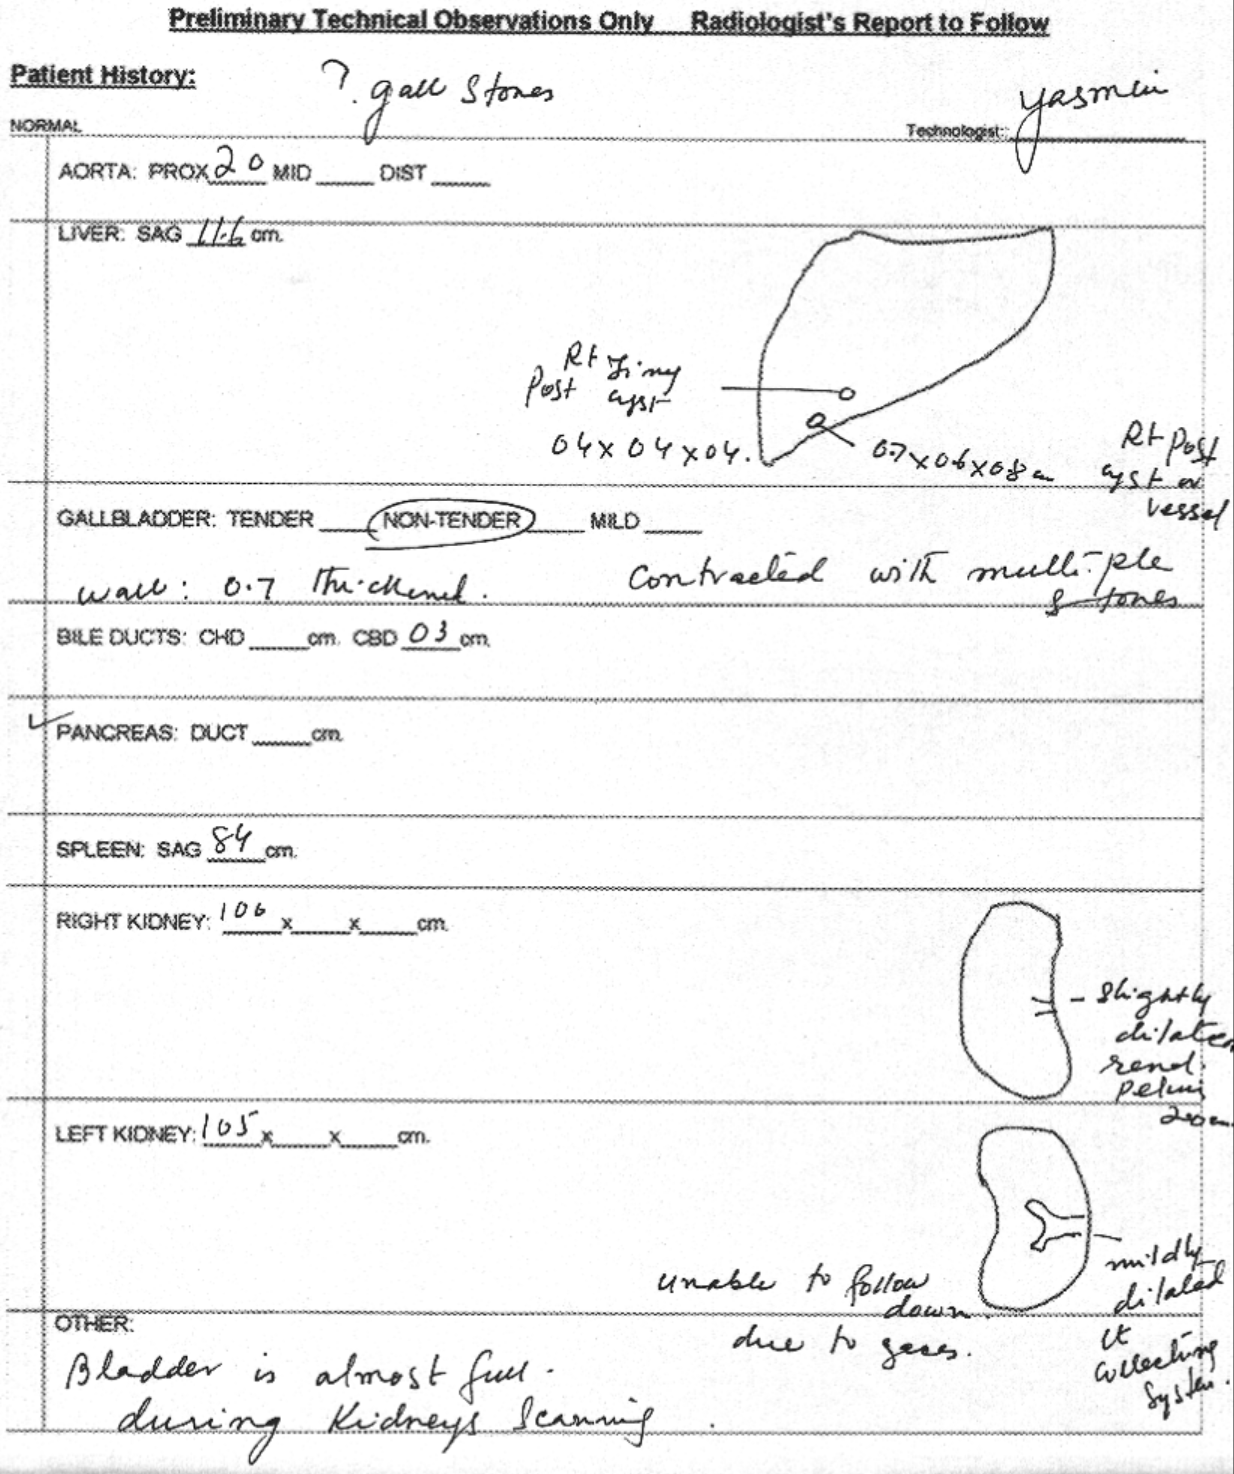 Preliminary Technical Observations Only Radiologist's Report to Follow
Patient History: ? gall stones
Yasmin
NORMAL Technologist:
AORTA: PROX 20 MID ____ DIST ____
LIVER: SAG 11.6 cm.
Rt Tiny
Post cyst
04 x 04 x 04.
0.7 x 0.6 x 0.8 cm
Rt Post
cyst or
vessel
GALLBLADDER: TENDER ____ NON-TENDER ____ MILD ____
wall: 0.7 thickened. Contracted with multiple
stones
BILE DUCTS: CHD ____ cm. CBD 03 cm.
✓ PANCREAS: DUCT ____ cm.
SPLEEN: SAG 84 cm.
RIGHT KIDNEY: 106 x ____ x ____ cm.
- slightly
dilated
renal
pelvis
LEFT KIDNEY: 105 x ____ x ____ cm.
mildly
dilated
Lt
collecting
system.
unable to follow
down
due to gases.
OTHER:
Bladder is almost full.
during Kidneys scanning.